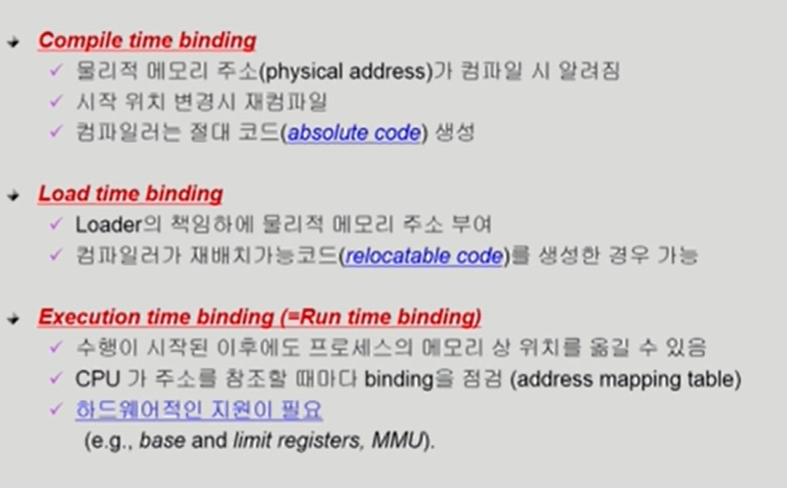 Compile time binding
물리적 메모리 주소(physical address)가 컴파일 시 알려짐
시작 위치 변경시 재컴파일
컴파일러는 절대 코드(absolute code) 생성
Load time binding
Loader의 책임하에 물리적 메모리 주소 부여
컴파일러가 재배치가능코드(relocatable code)를 생성한 경우 가능
Execution time binding (=Run time binding)
수행이 시작된 이후에도 프로세스의 메모리 상 위치를 옮길 수 있음
CPU 가 주소를 참조할 때마다 binding을 점검 (address mapping table)
하드웨어적인 지원이 필요
(e.g., base and limit registers, MMU).